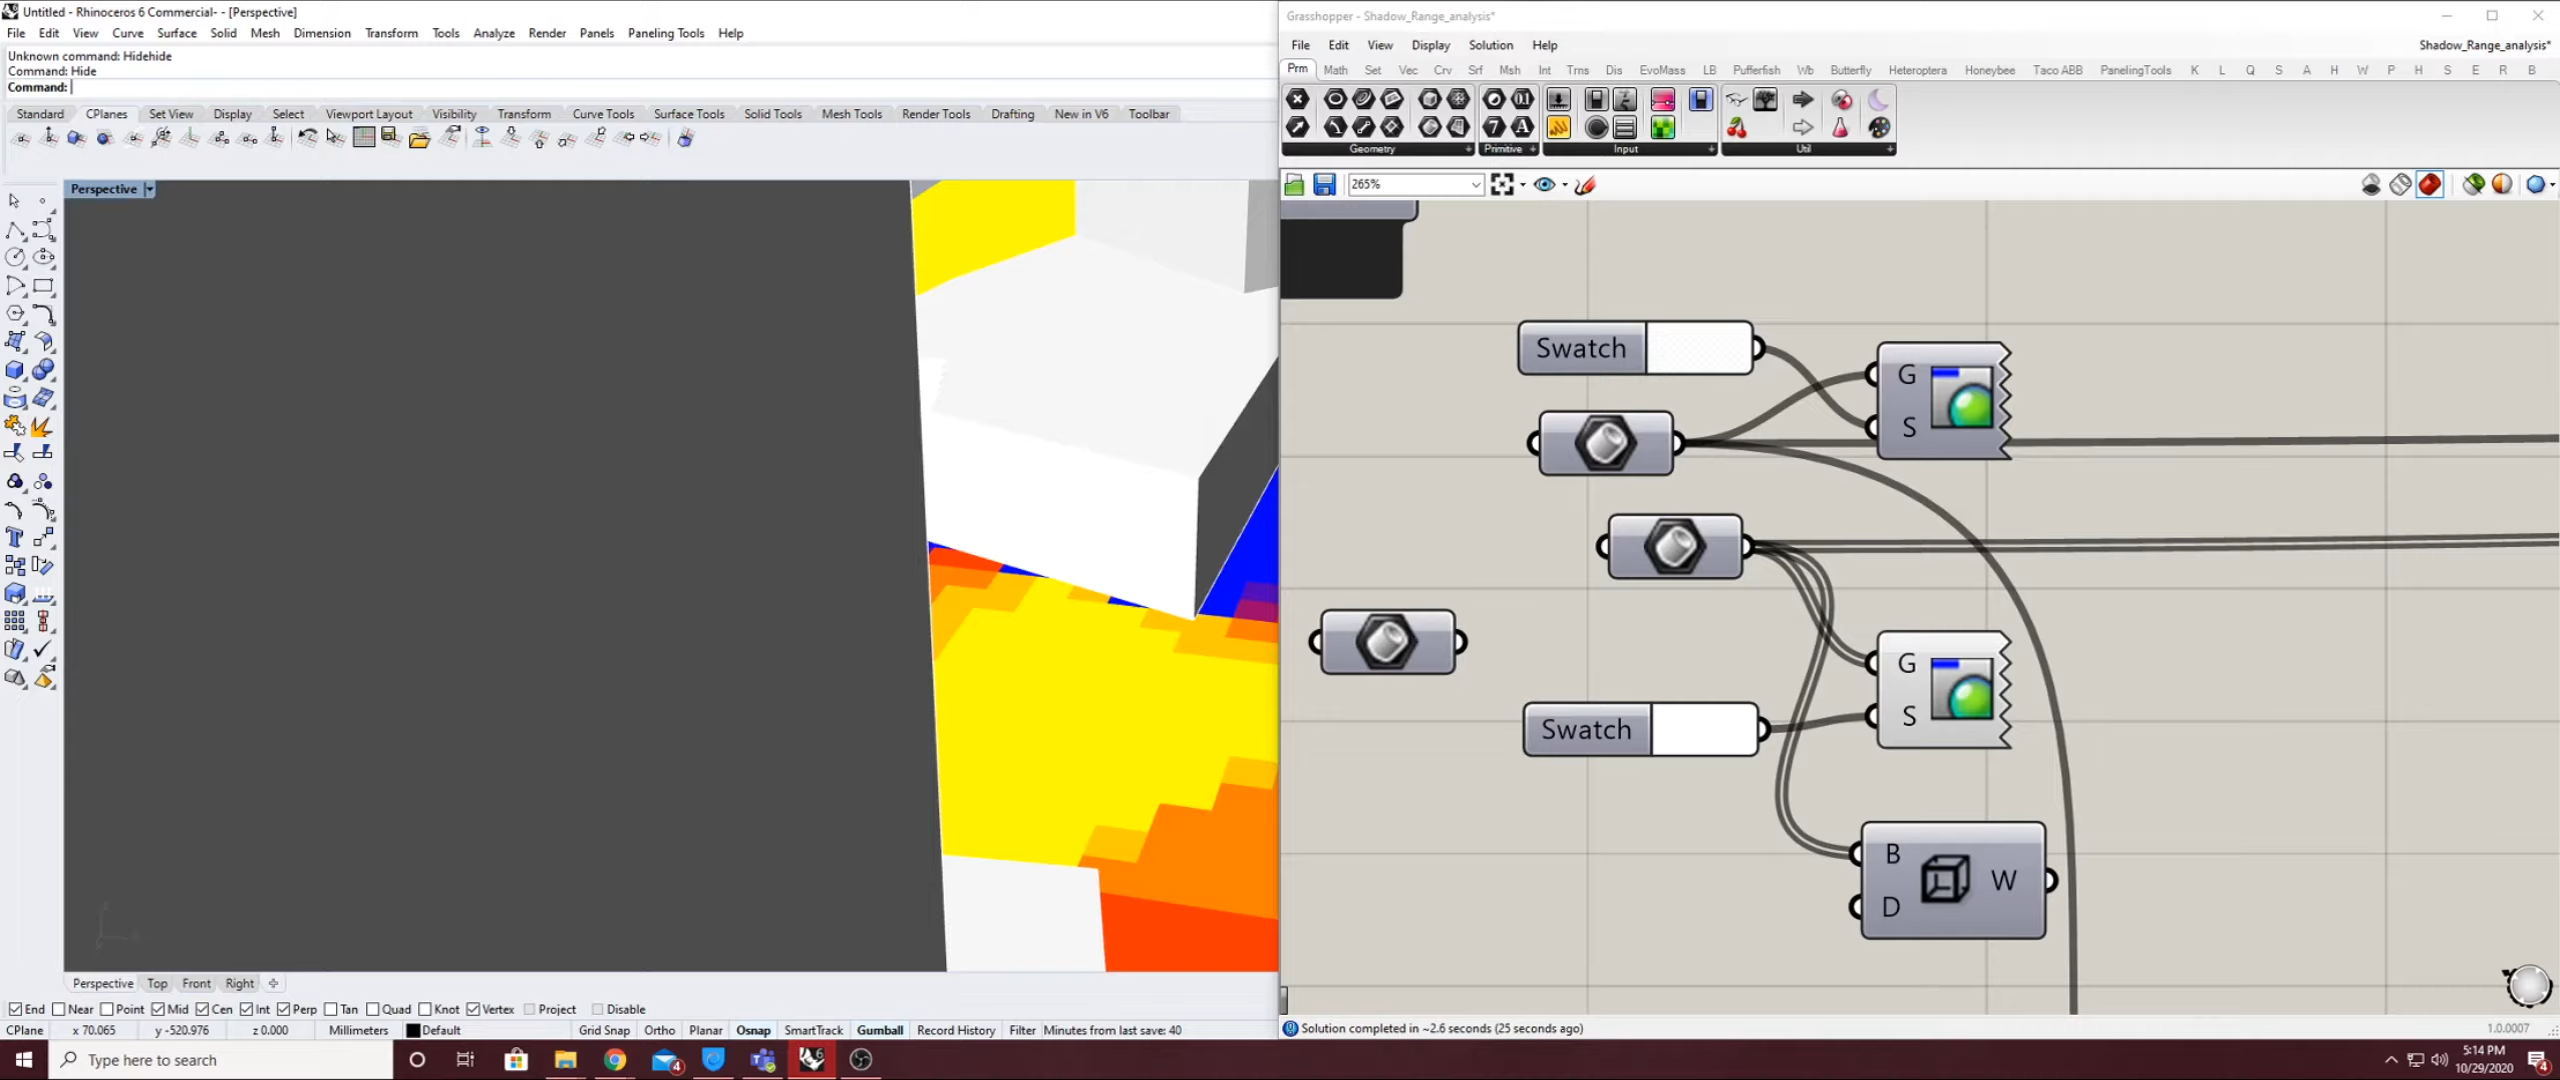 Untitled - Rhinoceros 6 Commercial- - [Perspective]
File Edit View Curve Surface Solid Mesh Dimension Transform Tools Analyze Render Panels Paneling Tools Help
Unknown command: Hidehide
Command: Hide
Command:
Standard CPlanes Set View Display Select Viewport Layout Visibility Transform Curve Tools Surface Tools Solid Tools Mesh Tools Render Tools Drafting New in V6 Toolbar
Perspective
Perspective Top Front Right
End Near Point Mid Cen Int Perp Tan Quad Knot Vertex Project Disable
CPlane x 70.065 y -520.976 z 0.000 Millimeters Default Grid Snap Ortho Planar Osnap SmartTrack Gumball Record History Filter Minutes from last save: 40
Grasshopper - Shadow_Range_analysis*
File Edit View Display Solution Help
Shadow_Range_analysis*
Prm Math Set Vec Crv Srf Msh Int Trns Dis EvoMass LB Pufferfish Wb Butterfly Heteroptera Honeybee Taco ABB PanelingTools K L Q S A H W P H S E R B
Geometry Primitive Input Util
265%
Swatch
G
S
G
S
Swatch
B
D
W
Solution completed in ~2.6 seconds (25 seconds ago)
1.0.0007
Type here to search
4
5:14 PM
10/29/2020
4